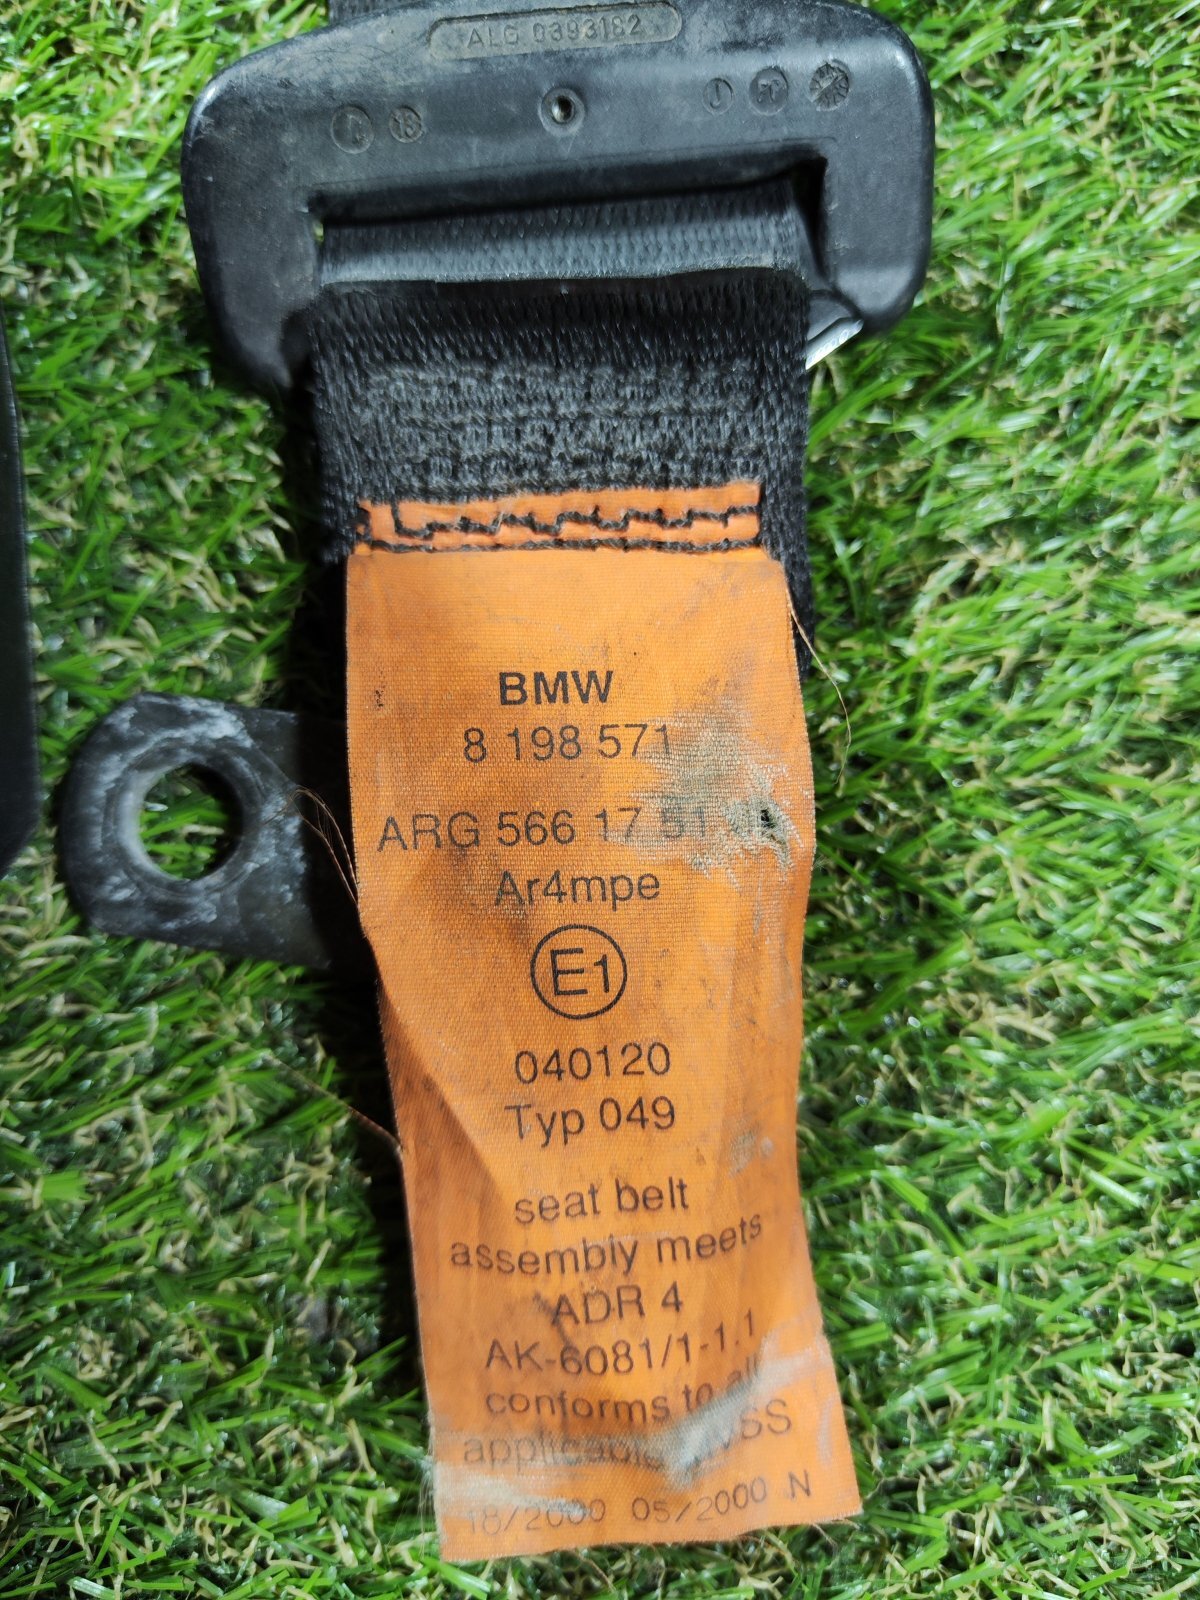 ALG 0393182
18
BMW
8 198 571
ARG 566 17 51
Ar4mpe
E1
040120
Typ 049
seat belt
assembly meets
ADR 4
AK-6081/1-1.1
conforms to all
applicable
18/2000 05/2000 N